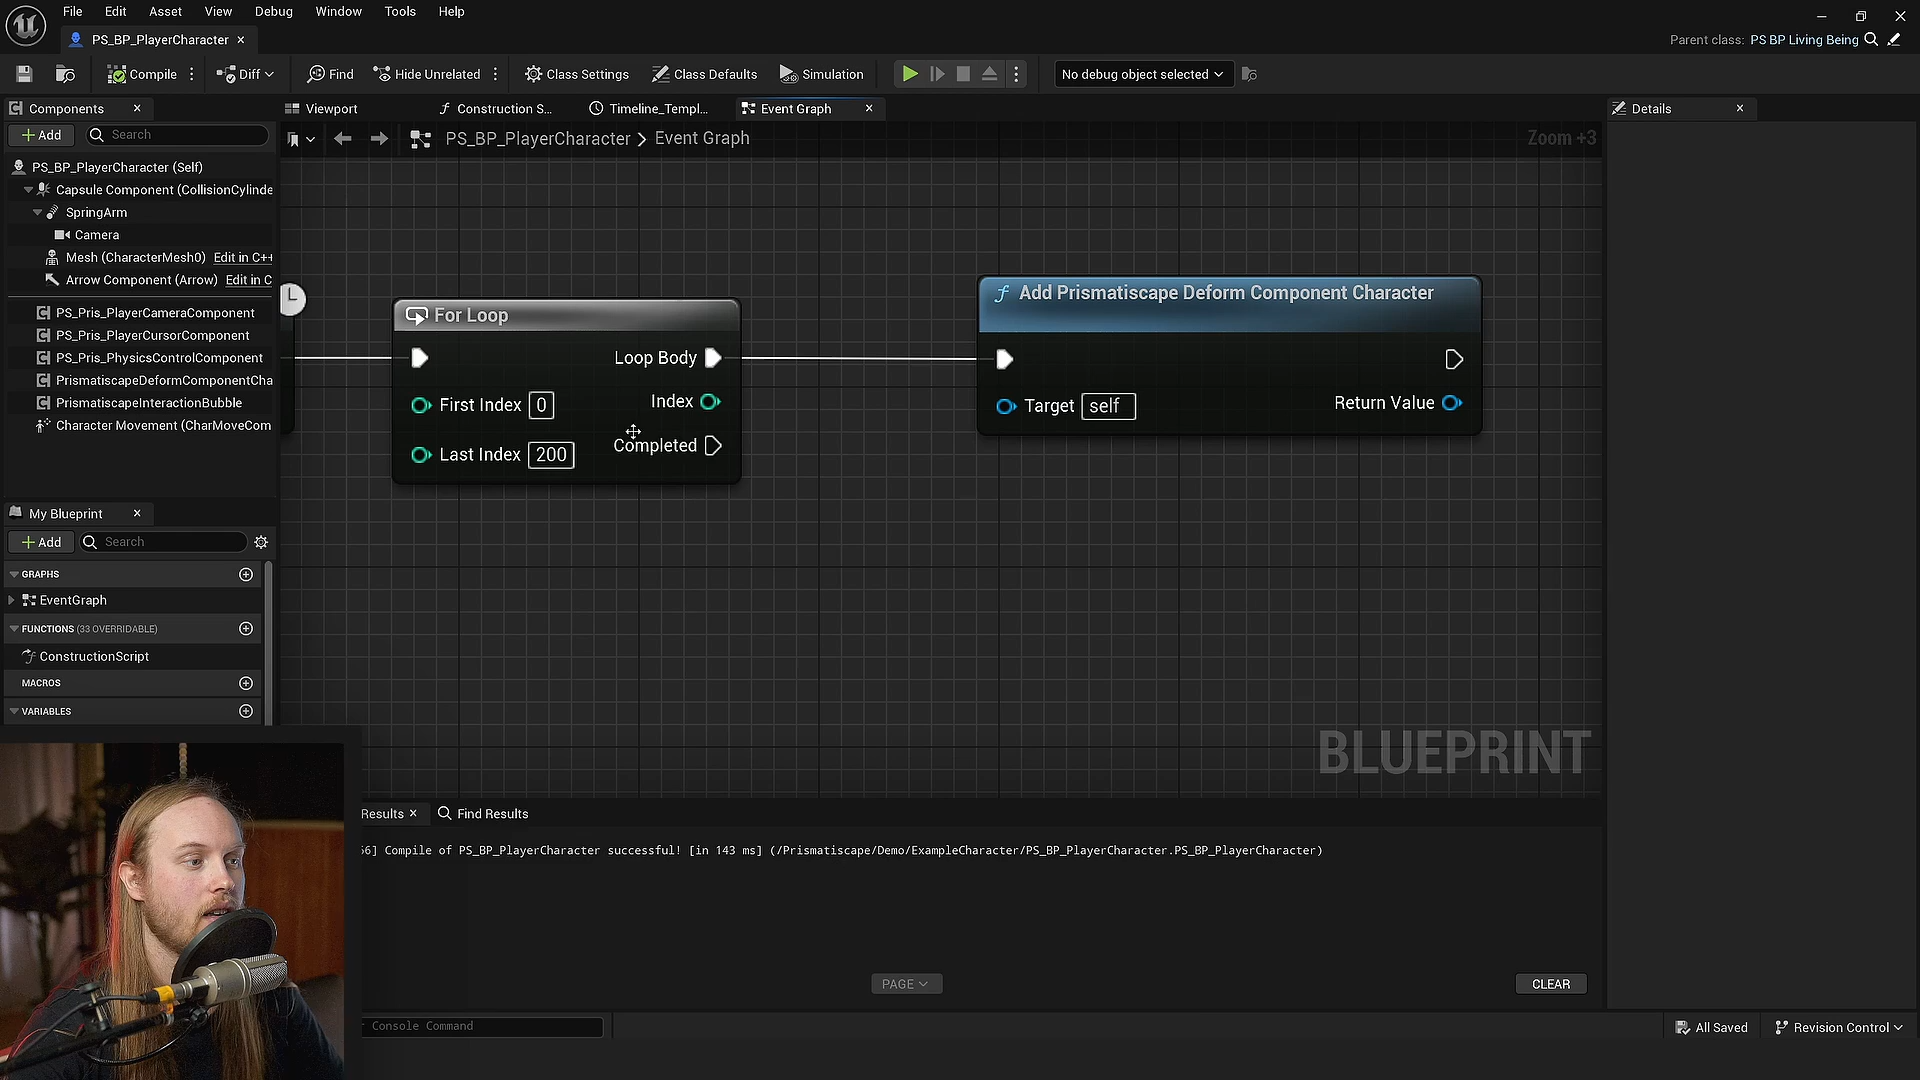 File Edit Asset View Debug Window Tools Help
PS_BP_PlayerCharacter
Parent class: PS BP Living Being
Compile Diff Find Hide Unrelated Class Settings Class Defaults Simulation No debug object selected
Components Viewport Construction S... Timeline_Templ... Event Graph Details
Add Search
PS_BP_PlayerCharacter > Event Graph Zoom +3
PS_BP_PlayerCharacter (Self)
Capsule Component (CollisionCylinde
SpringArm
Camera
Mesh (CharacterMesh0) Edit in C++
Arrow Component (Arrow) Edit in C
PS_Pris_PlayerCameraComponent
PS_Pris_PlayerCursorComponent
PS_Pris_PhysicsControlComponent
PrismatiscapeDeformComponentCha
PrismatiscapeInteractionBubble
Character Movement (CharMoveCom
For Loop
Loop Body
First Index 0
Index
Last Index 200
Completed
Add Prismatiscape Deform Component Character
Target self
Return Value
My Blueprint
Add Search
GRAPHS
EventGraph
FUNCTIONS (33 OVERRIDABLE)
ConstructionScript
MACROS
VARIABLES
BLUEPRINT
Results Find Results
56] Compile of PS_BP_PlayerCharacter successful! [in 143 ms] (/Prismatiscape/Demo/ExampleCharacter/PS_BP_PlayerCharacter.PS_BP_PlayerCharacter)
PAGE CLEAR
Console Command
All Saved Revision Control